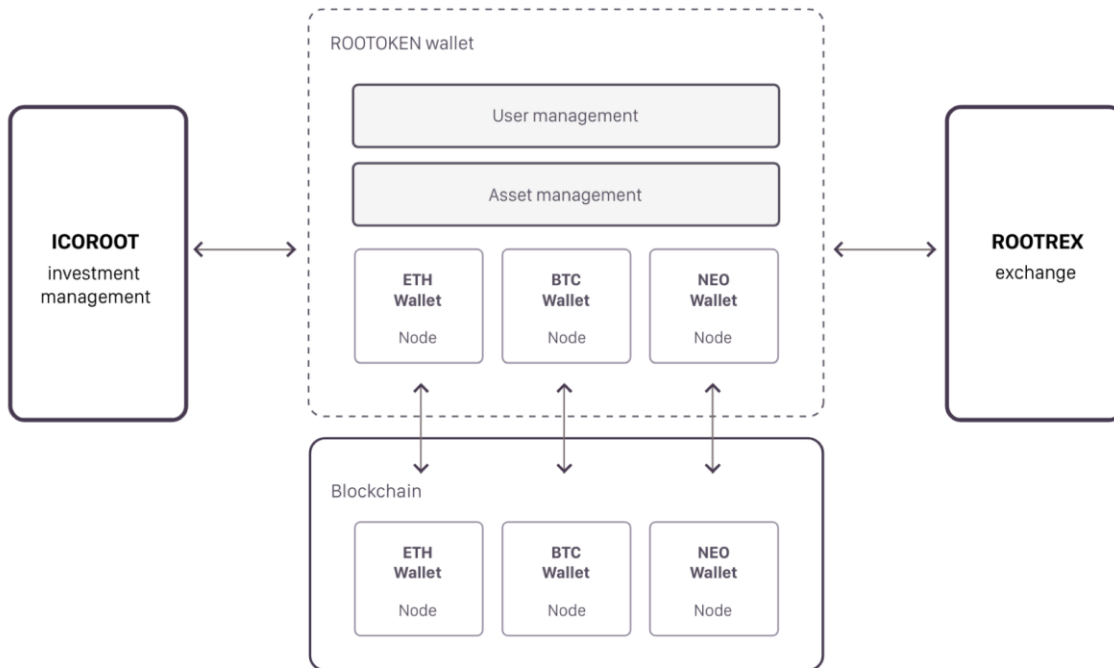 ROOTOKEN wallet
User management
Asset management
ICOROOT
investment
management
ROOTREX
exchange
ETH
Wallet
Node
BTC
Wallet
Node
NEO
Wallet
Node
Blockchain
ETH
Wallet
Node
BTC
Wallet
Node
NEO
Wallet
Node